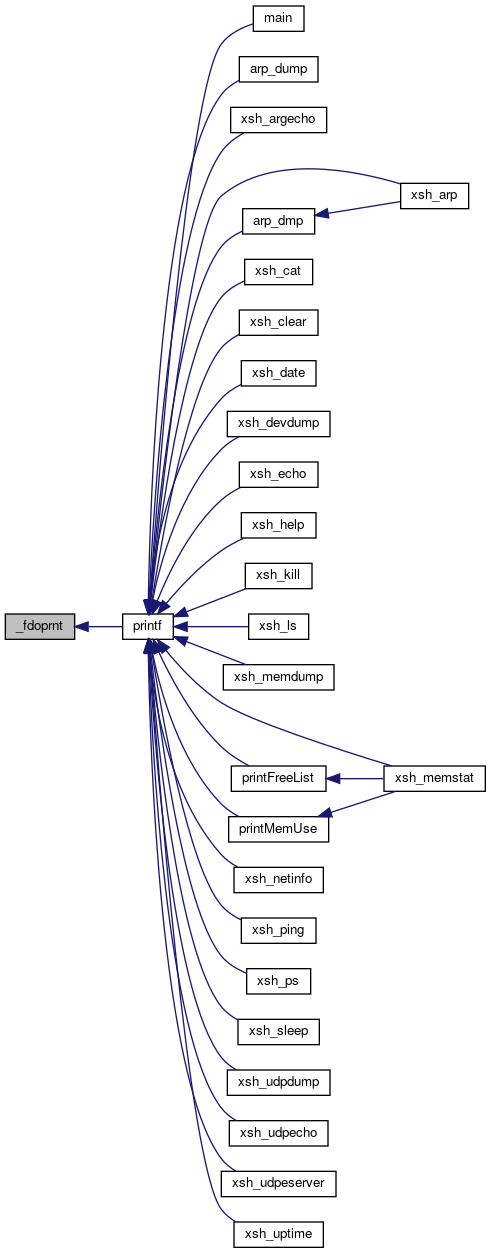 main
arp_dump
xsh_argecho
xsh_arp
arp_dmp
xsh_cat
xsh_clear
xsh_date
xsh_devdump
xsh_echo
xsh_help
xsh_kill
_fdoprnt
printf
xsh_ls
xsh_memdump
printFreeList
xsh_memstat
printMemUse
xsh_netinfo
xsh_ping
xsh_ps
xsh_sleep
xsh_udpdump
xsh_udpecho
xsh_udpeserver
xsh_uptime